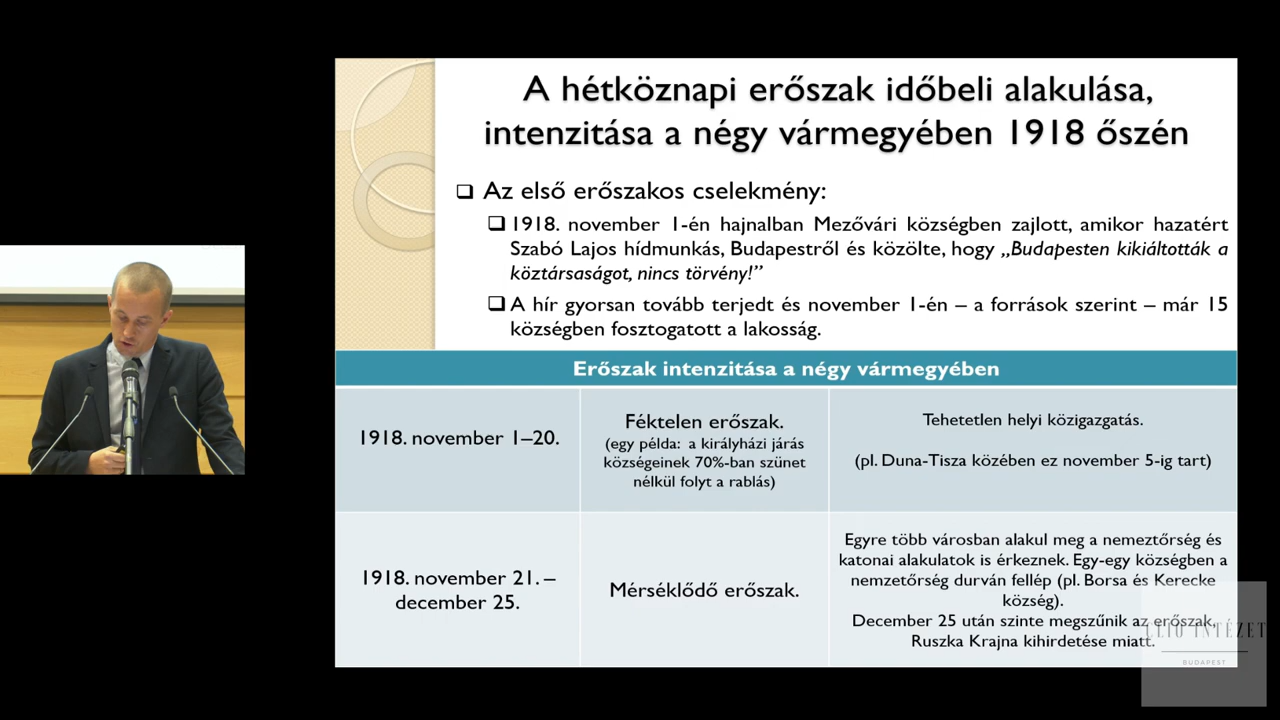 A hétköznapi erőszak időbeli alakulása,
intenzitása a négy vármegyében 1918 őszén
Az első erőszakos cselekmény:
1918. november 1-én hajnalban Mezővári községben zajlott, amikor hazatért
Szabó Lajos hídmunkás, Budapestről és közölte, hogy „Budapesten kikiáltották a
köztársaságot, nincs törvény!”
A hír gyorsan tovább terjedt és november 1-én – a források szerint – már 15
községben fosztogatott a lakosság.
Erőszak intenzitása a négy vármegyében
1918. november 1–20.
Féktelen erőszak.
(egy példa: a királyházi járás
községeinek 70%-ban szünet
nélkül folyt a rablás)
Tehetetlen helyi közigazgatás.
(pl. Duna-Tisza közében ez november 5-ig tart)
1918. november 21. –
december 25.
Mérséklődő erőszak.
Egyre több városban alakul meg a nemeztőrség és
katonai alakulatok is érkeznek. Egy-egy községben a
nemzetőrség durván fellép (pl. Borsa és Kerecke
község).
December 25 után szinte megszűnik az erőszak,
Ruszka Krajna kihirdetése miatt.
CLIO INTÉZET
BUDAPEST